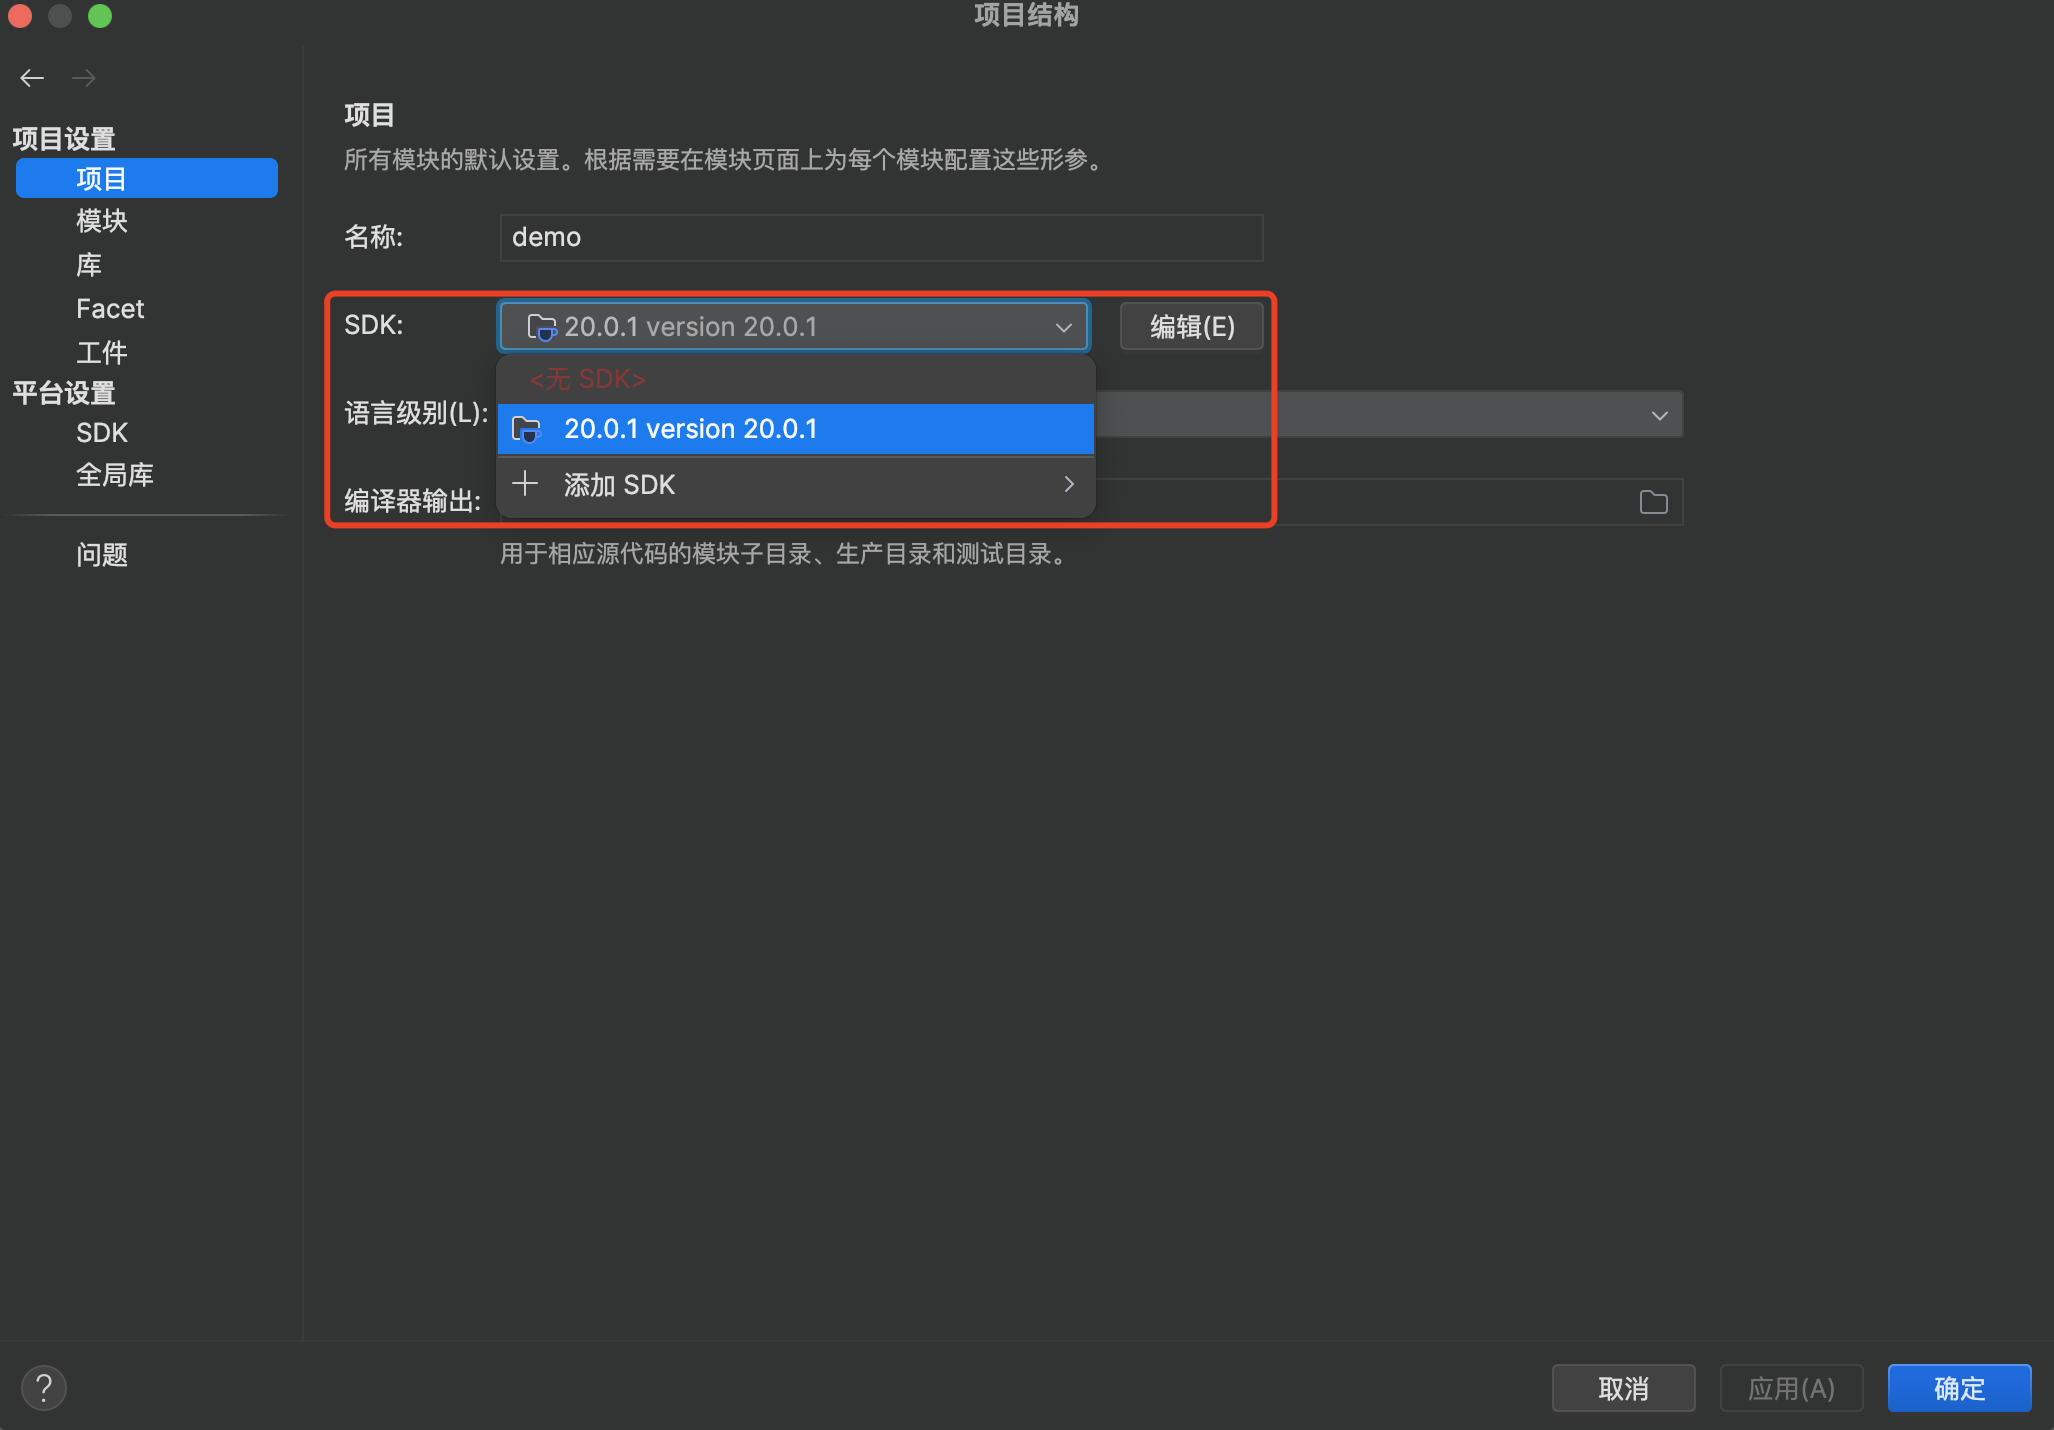 项目结构
项目设置
项目
模块
库
Facet
工件
平台设置
SDK
全局库
问题
项目
所有模块的默认设置。根据需要在模块页面上为每个模块配置这些形参。
名称: demo
SDK: 20.0.1 version 20.0.1 编辑(E)
<无 SDK>
语言级别(L):
20.0.1 version 20.0.1
添加 SDK
编译器输出:
用于相应源代码的模块子目录、生产目录和测试目录。
? 取消 应用(A) 确定